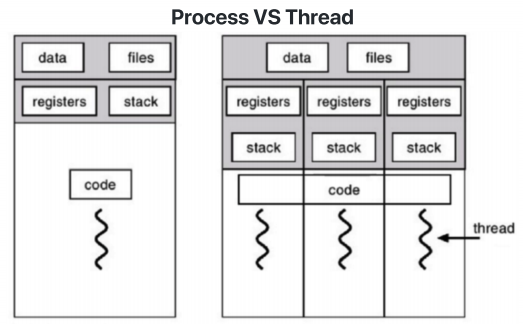 Process VS Thread
data files
registers stack
code
data files
registers registers registers
stack stack stack
code
thread